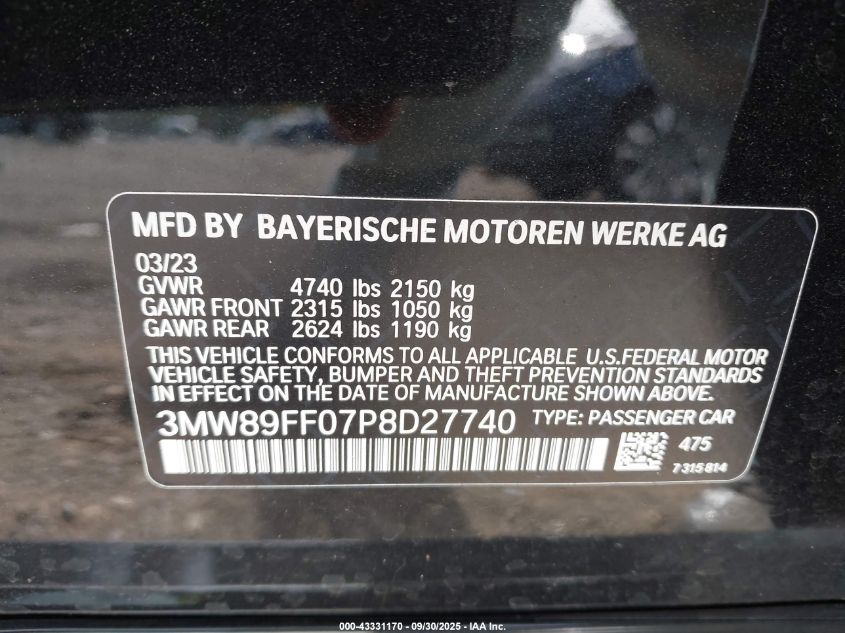 MFD BY BAYERISCHE MOTOREN WERKE AG
03/23
GVWR 4740 lbs 2150 kg
GAWR FRONT 2315 lbs 1050 kg
GAWR REAR 2624 lbs 1190 kg
THIS VEHICLE CONFORMS TO ALL APPLICABLE U.S.FEDERAL MOTOR
VEHICLE SAFETY, BUMPER AND THEFT PREVENTION STANDARDS
IN EFFECT ON THE DATE OF MANUFACTURE SHOWN ABOVE.
3MW89FF07P8D27740 TYPE: PASSENGER CAR
475
7 315 814
000-43331170 - 09/30/2025 - IAA Inc.